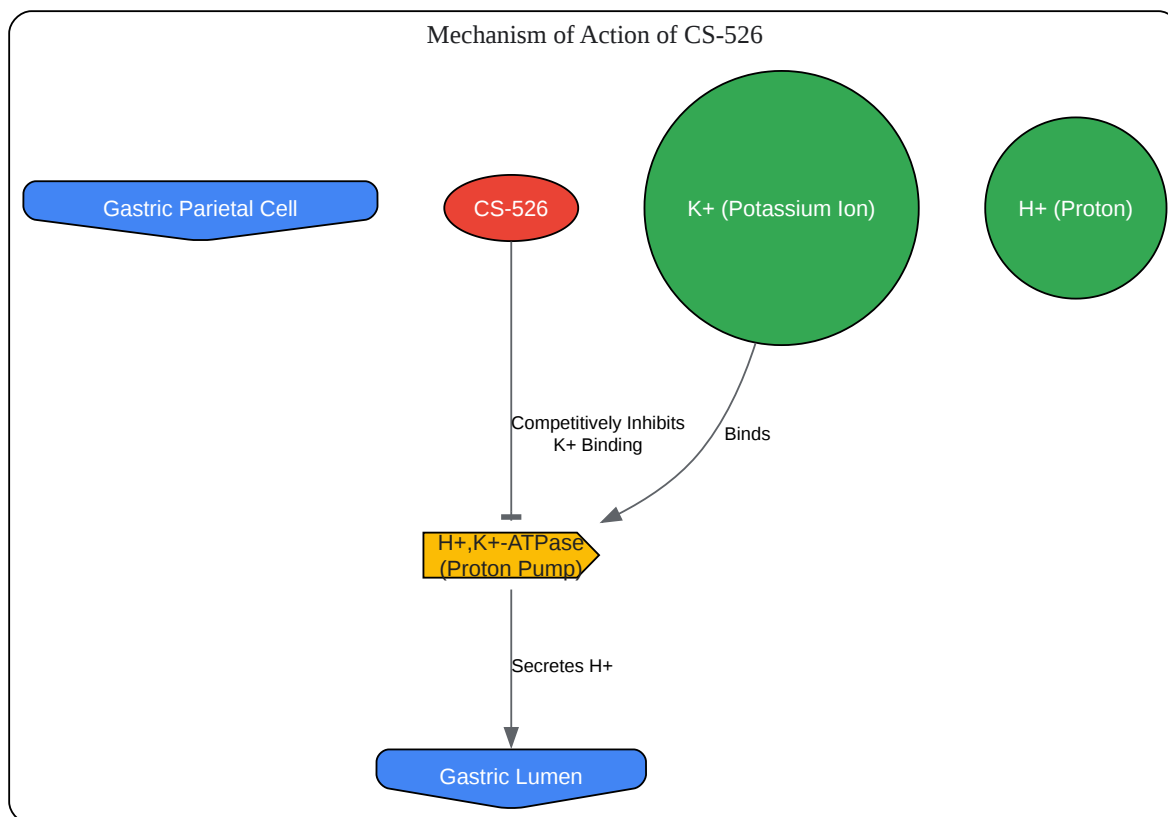 Mechanism of Action of CS-526
Gastric Parietal Cell
CS-526
K+ (Potassium Ion)
H+ (Proton)
Competitively Inhibits
K+ Binding
Binds
H+,K+-ATPase
(Proton Pump)
Secretes H+
Gastric Lumen